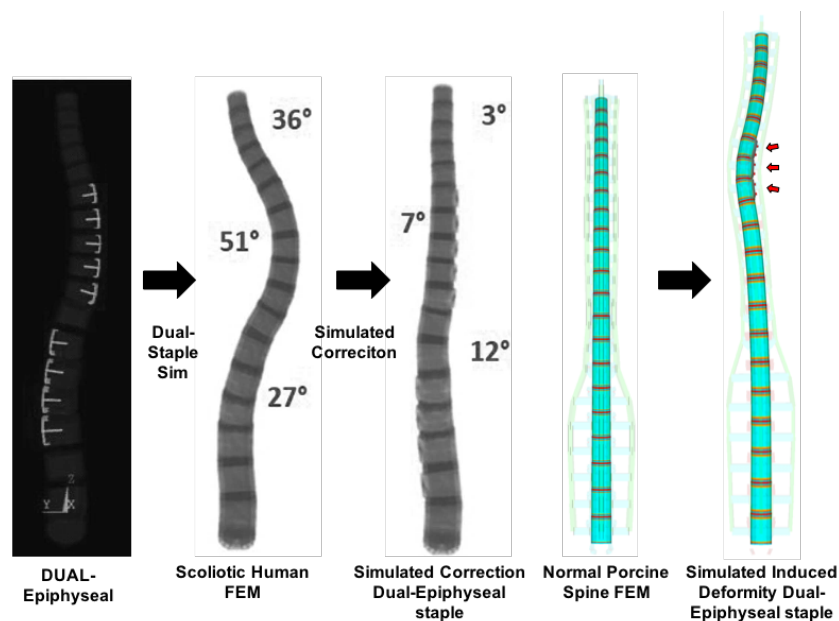 36°
3°
7°
51°
Dual-
Staple
Sim
Simulated
Correciton
12°
27°
Z
Y X
DUAL-
Epiphyseal
Scoliotic Human
FEM
Simulated Correction
Dual-Epiphyseal
staple
Normal Porcine
Spine FEM
Simulated Induced
Deformity Dual-
Epiphyseal staple